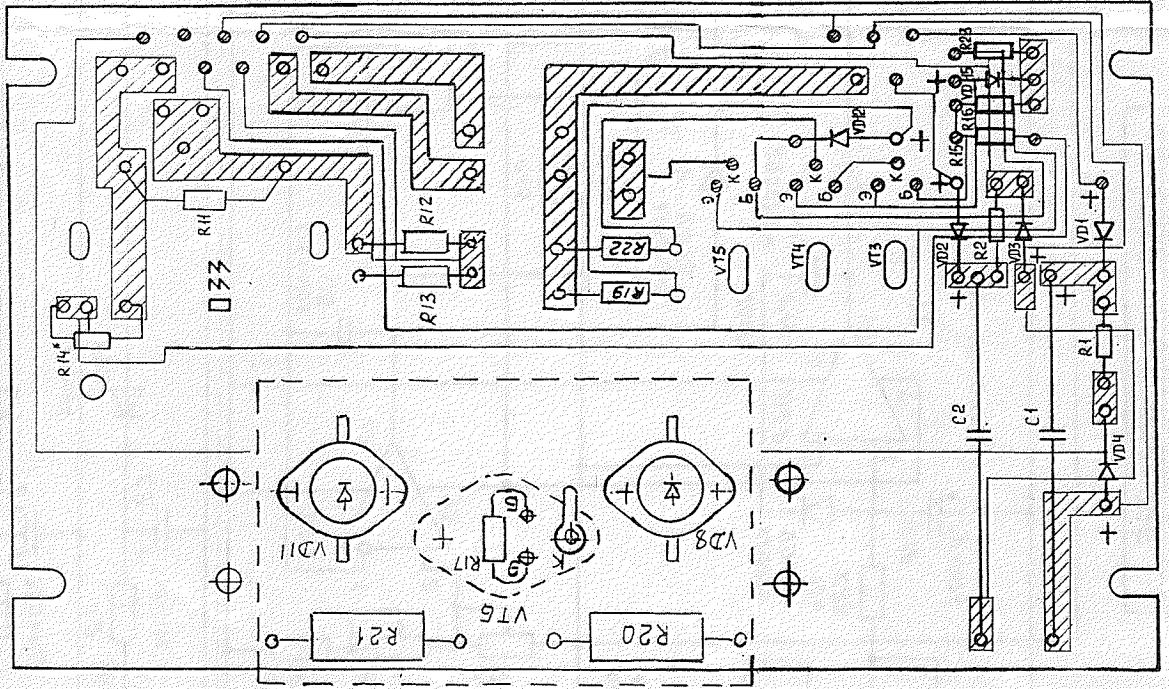 R23
VD15
R16
R15
VD12
К
К
К
Э
Б
Э
Б
Э
Б
R11
R12
R13
R22
R19
VT5
VT4
VT3
VD2
R2
VD3
VD1
R14*
R1
C2
C1
VD4
VD11
R17
Б
Э
К
VD8
VT6
R21
R20